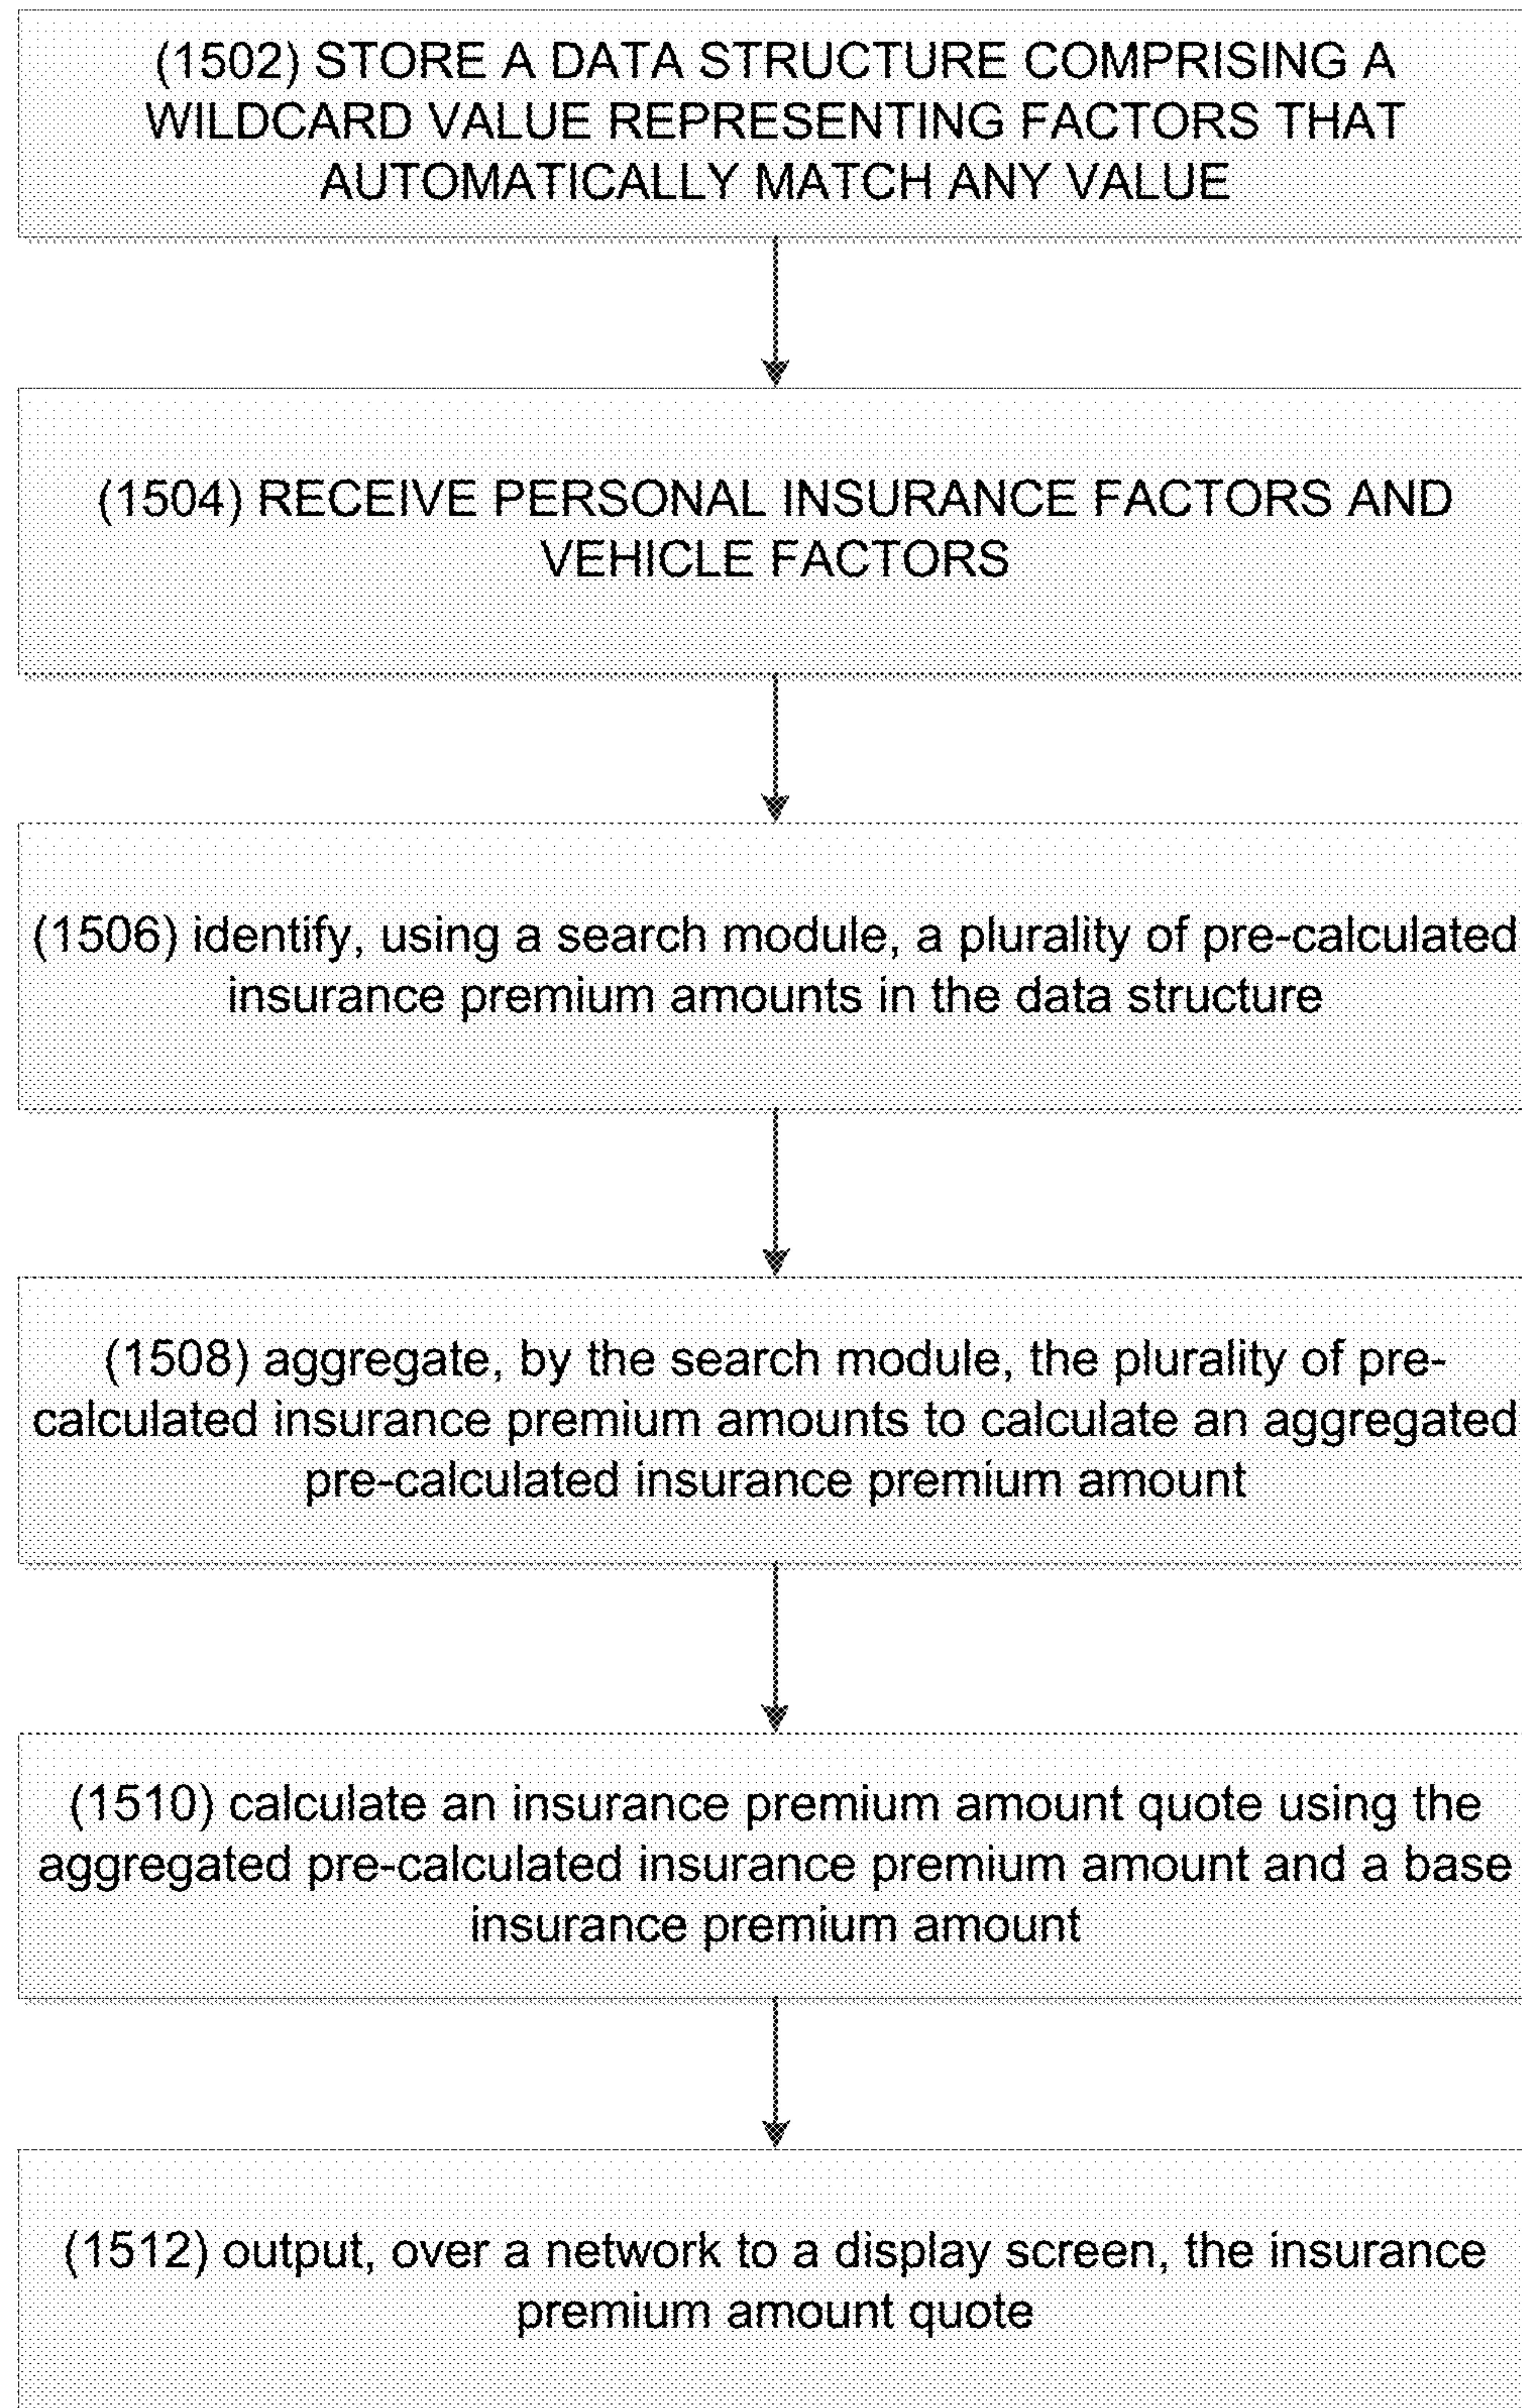 (1502) STORE A DATA STRUCTURE COMPRISING A
WILDCARD VALUE REPRESENTING FACTORS THAT
AUTOMATICALLY MATCH ANY VALUE
(1504) RECEIVE PERSONAL INSURANCE FACTORS AND
VEHICLE FACTORS
(1506) identify, using a search module, a plurality of pre-calculated
insurance premium amounts in the data structure
(1508) aggregate, by the search module, the plurality of pre-
calculated insurance premium amounts to calculate an aggregated
pre-calculated insurance premium amount
(1510) calculate an insurance premium amount quote using the
aggregated pre-calculated insurance premium amount and a base
insurance premium amount
(1512) output, over a network to a display screen, the insurance
premium amount quote